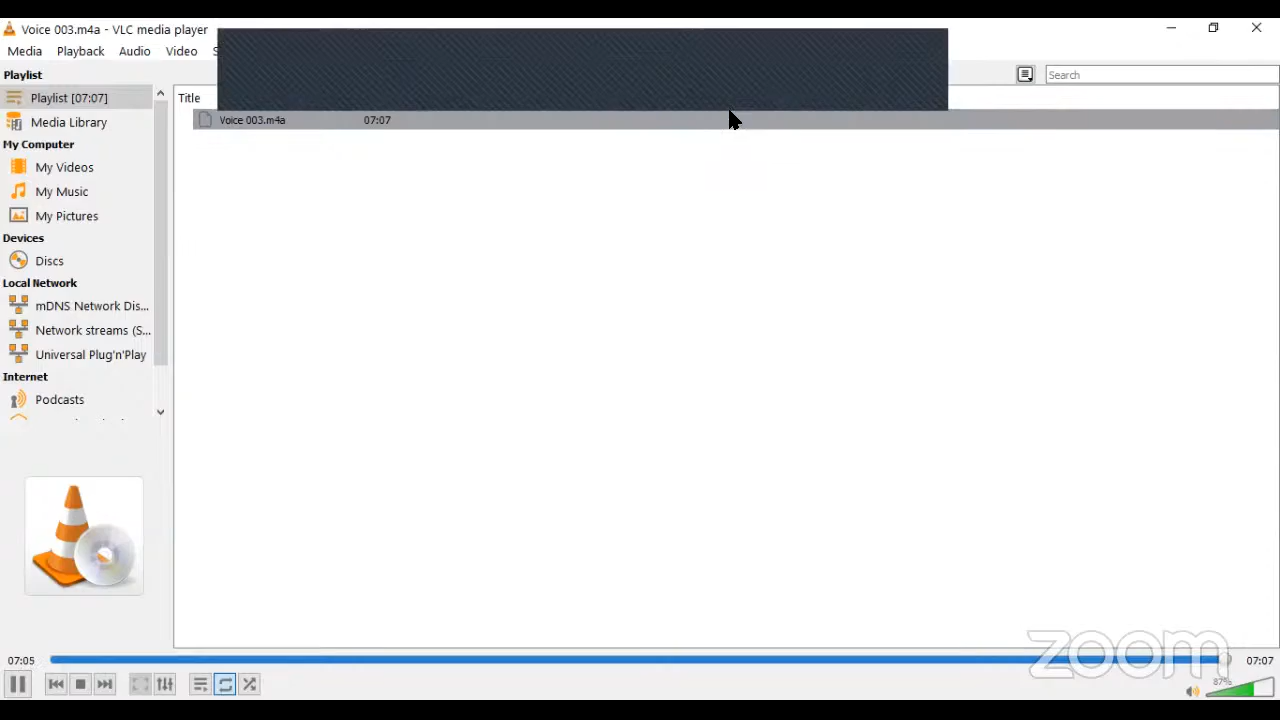 Voice 003.m4a - VLC media player
Media Playback Audio Video
Playlist
Search
Playlist [07:07]
Title
Media Library
Voice 003.m4a 07:07
My Computer
My Videos
My Music
My Pictures
Devices
Discs
Local Network
mDNS Network Dis...
Network streams (S...
Universal Plug'n'Play
Internet
Podcasts
zoom
07:05
07:07
87%